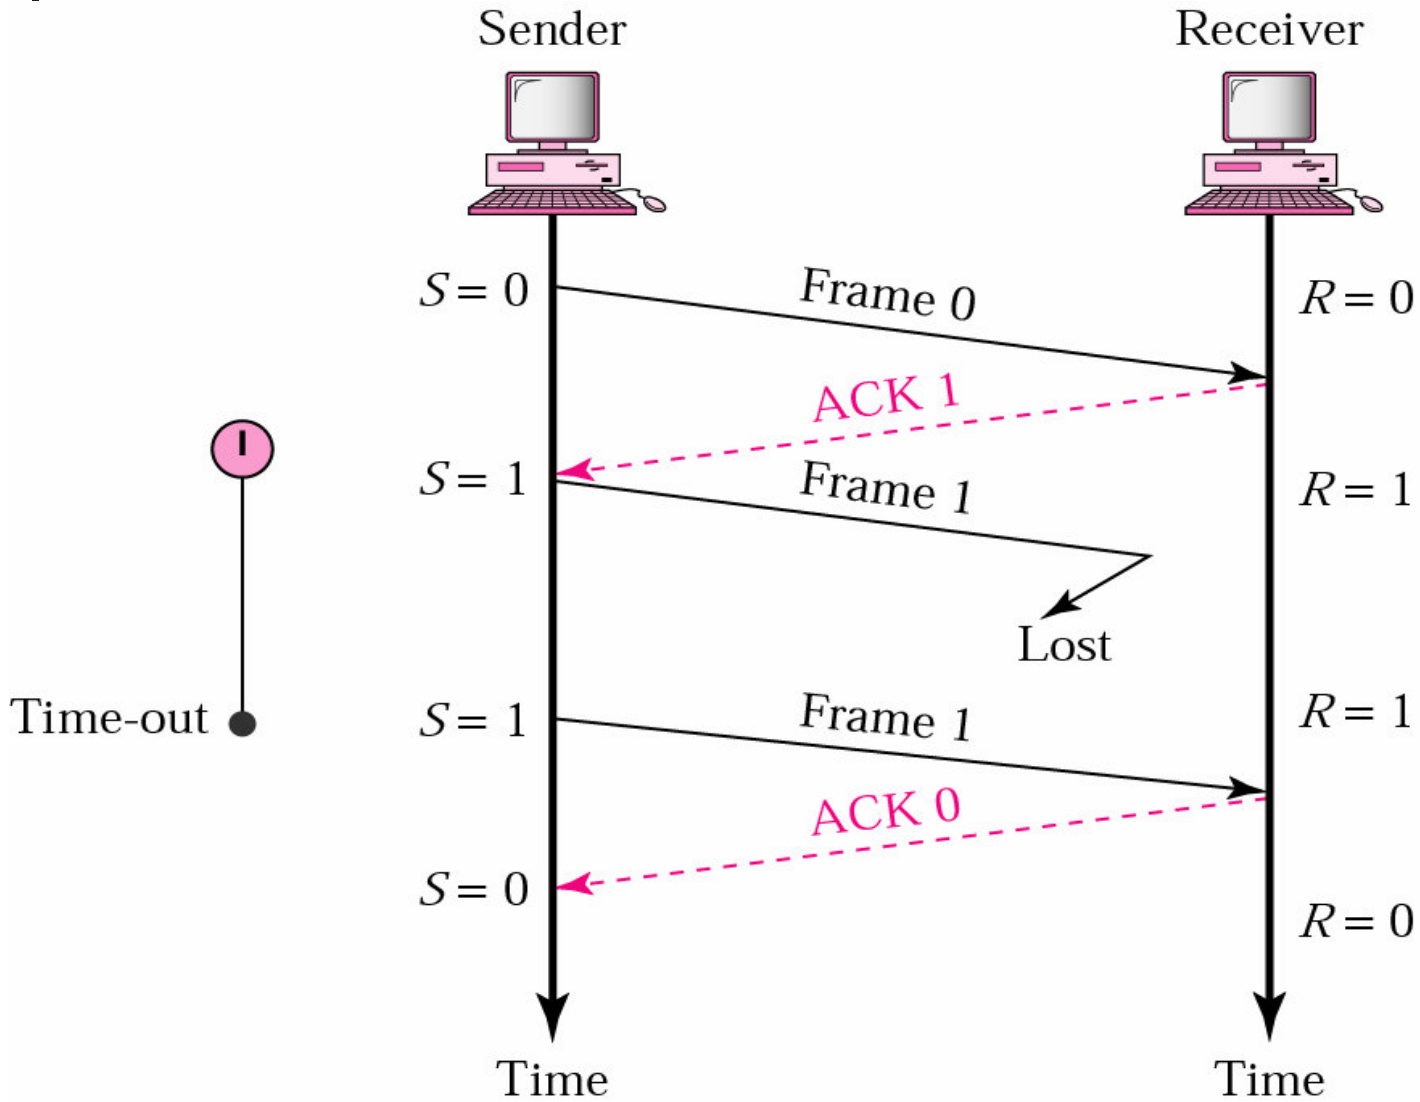 Sender
Receiver
S = 0
Frame 0
R = 0
ACK 1
S = 1
Frame 1
R = 1
Lost
Time-out
S = 1
Frame 1
R = 1
ACK 0
S = 0
R = 0
Time
Time